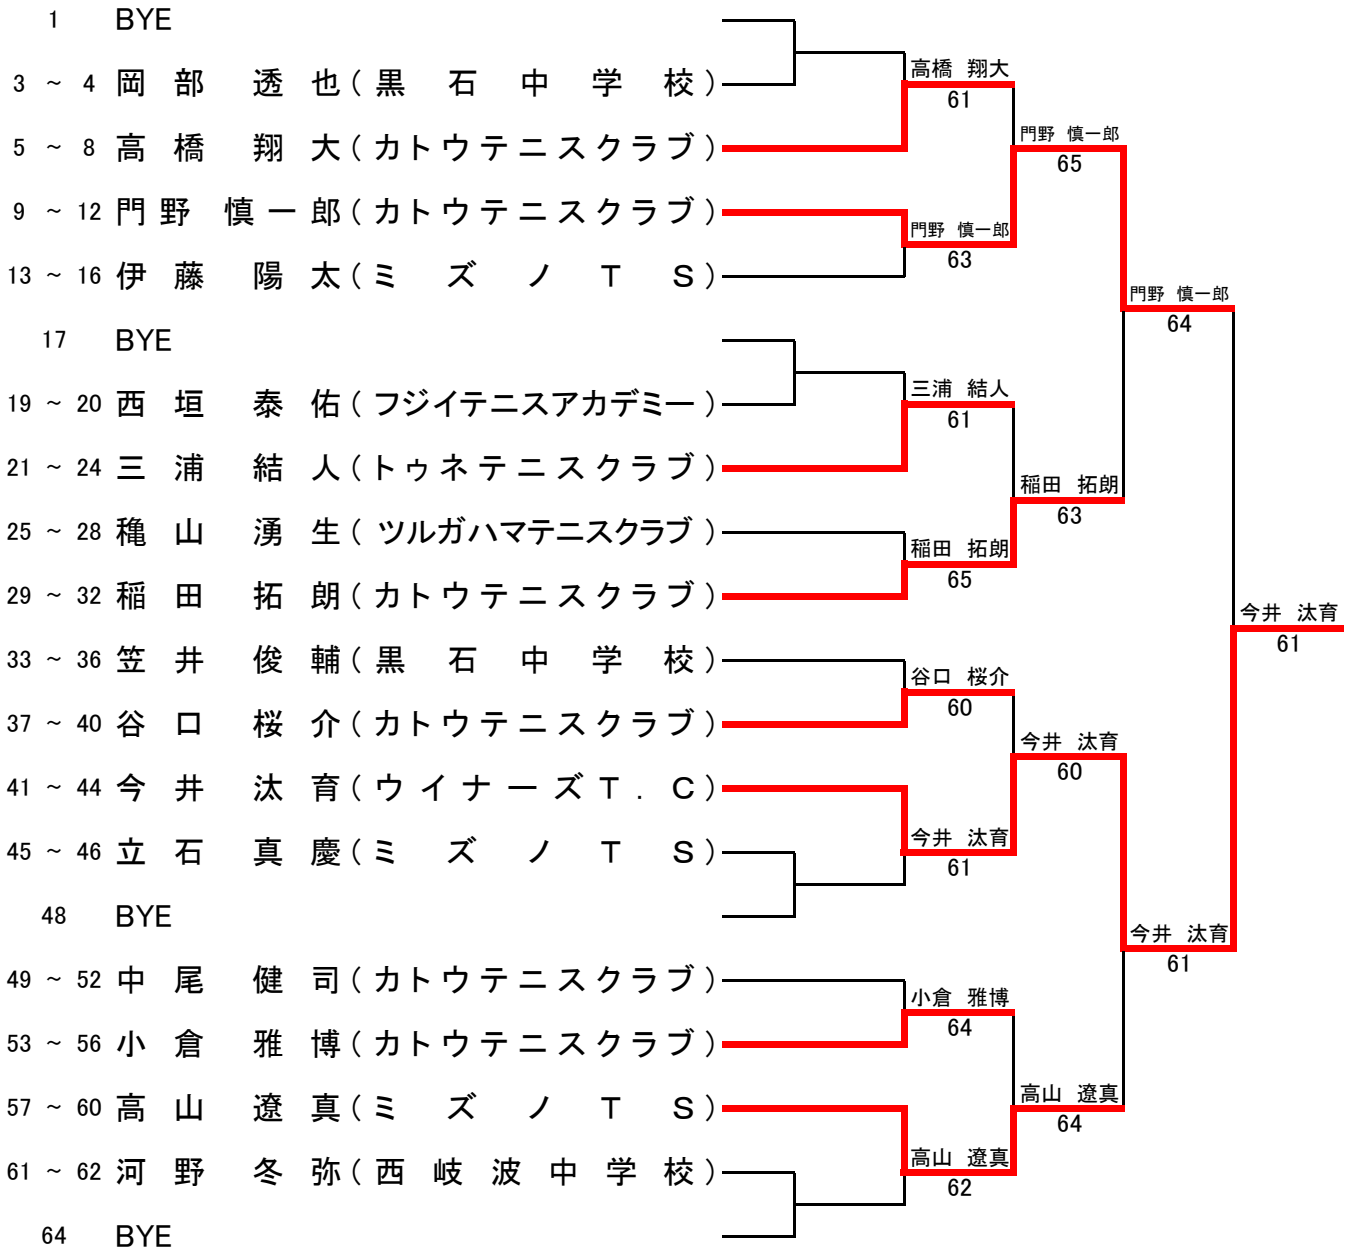 1 BYE
3 ~ 4 岡部 透也(黒石中学校)
5 ~ 8 高橋 翔大(カトウテニスクラブ)
9 ~ 12 門野 慎一郎(カトウテニスクラブ)
13 ~ 16 伊藤 陽太(ミズノTS)
17 BYE
19 ~ 20 西垣 泰佑(フジイテニスアカデミー)
21 ~ 24 三浦 結人(トゥネテニスクラブ)
25 ~ 28 穐山 湧生(ツルガハマテニスクラブ)
29 ~ 32 稲田 拓朗(カトウテニスクラブ)
33 ~ 36 笠井 俊輔(黒石中学校)
37 ~ 40 谷口 桜介(カトウテニスクラブ)
41 ~ 44 今井 汰育(ウイナーズT.C)
45 ~ 46 立石 真慶(ミズノTS)
48 BYE
49 ~ 52 中尾 健司(カトウテニスクラブ)
53 ~ 56 小倉 雅博(カトウテニスクラブ)
57 ~ 60 高山 遼真(ミズノTS)
61 ~ 62 河野 冬弥(西岐波中学校)
64 BYE
高橋 翔大
61
門野 慎一郎
63
三浦 結人
61
稲田 拓朗
65
谷口 桜介
60
今井 汰育
61
小倉 雅博
64
高山 遼真
62
門野 慎一郎
65
稲田 拓朗
63
今井 汰育
60
高山 遼真
64
門野 慎一郎
64
今井 汰育
61
今井 汰育
61